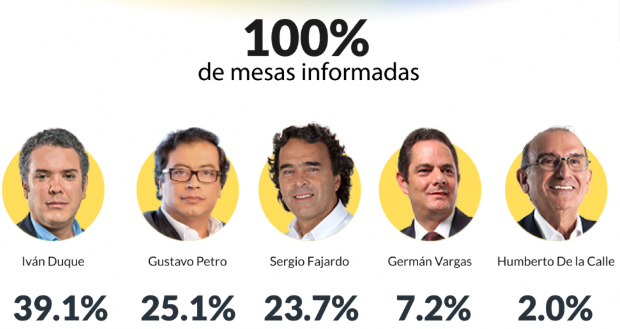 100%
de mesas informadas
Iván Duque Gustavo Petro Sergio Fajardo Germán Vargas Humberto De la Calle
39.1% 25.1% 23.7% 7.2% 2.0%